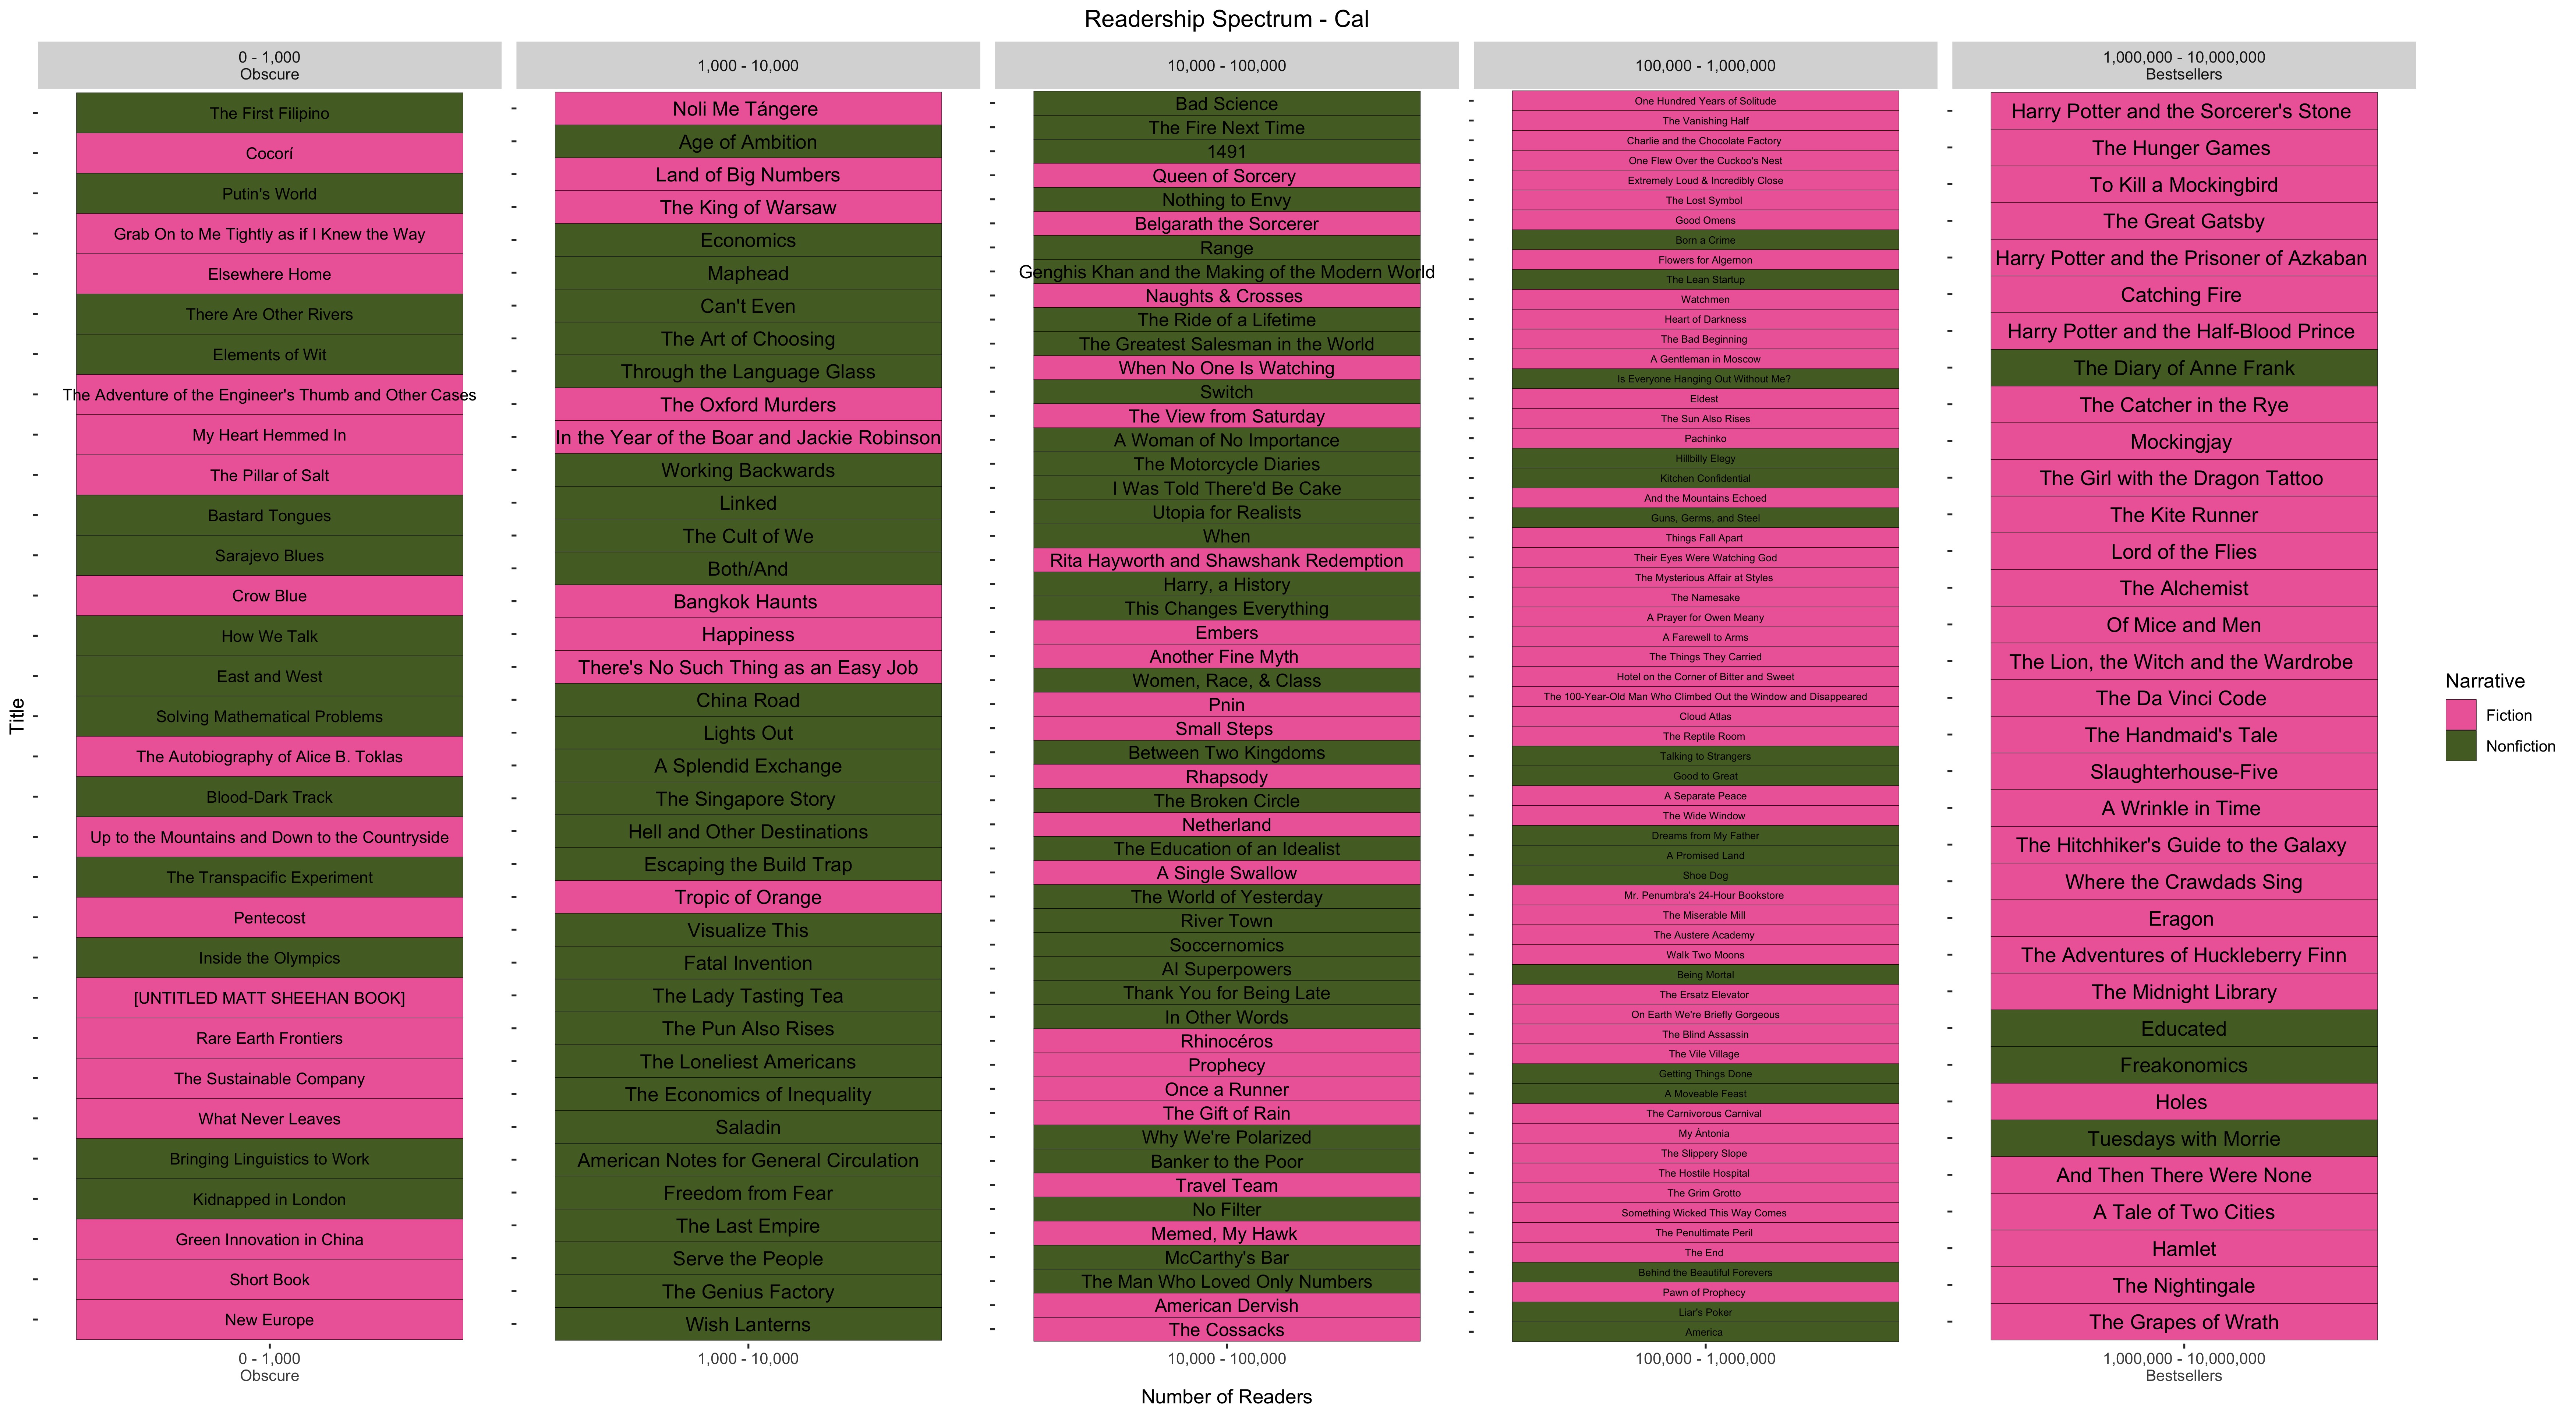 Readership Spectrum - Cal
0 - 1,000
Obscure
1,000 - 10,000
10,000 - 100,000
100,000 - 1,000,000
1,000,000 - 10,000,000
Bestsellers
Title
The First Filipino
Cocorí
Putin's World
Grab On to Me Tightly as if I Knew the Way
Elsewhere Home
There Are Other Rivers
Elements of Wit
The Adventure of the Engineer's Thumb and Other Cases
My Heart Hemmed In
The Pillar of Salt
Bastard Tongues
Sarajevo Blues
Crow Blue
How We Talk
East and West
Solving Mathematical Problems
The Autobiography of Alice B. Toklas
Blood-Dark Track
Up to the Mountains and Down to the Countryside
The Transpacific Experiment
Pentecost
Inside the Olympics
[UNTITLED MATT SHEEHAN BOOK]
Rare Earth Frontiers
The Sustainable Company
What Never Leaves
Bringing Linguistics to Work
Kidnapped in London
Green Innovation in China
Short Book
New Europe
Noli Me Tángere
Age of Ambition
Land of Big Numbers
The King of Warsaw
Economics
Maphead
Can't Even
The Art of Choosing
Through the Language Glass
The Oxford Murders
In the Year of the Boar and Jackie Robinson
Working Backwards
Linked
The Cult of We
Both/And
Bangkok Haunts
Happiness
There's No Such Thing as an Easy Job
China Road
Lights Out
A Splendid Exchange
The Singapore Story
Hell and Other Destinations
Escaping the Build Trap
Tropic of Orange
Visualize This
Fatal Invention
The Lady Tasting Tea
The Pun Also Rises
The Loneliest Americans
The Economics of Inequality
Saladin
American Notes for General Circulation
Freedom from Fear
The Last Empire
Serve the People
The Genius Factory
Wish Lanterns
Bad Science
The Fire Next Time
1491
Queen of Sorcery
Nothing to Envy
Belgarath the Sorcerer
Range
Genghis Khan and the Making of the Modern World
Naughts & Crosses
The Ride of a Lifetime
The Greatest Salesman in the World
When No One Is Watching
Switch
The View from Saturday
A Woman of No Importance
The Motorcycle Diaries
I Was Told There'd Be Cake
Utopia for Realists
When
Rita Hayworth and Shawshank Redemption
Harry, a History
This Changes Everything
Embers
Another Fine Myth
Women, Race, & Class
Pnin
Small Steps
Between Two Kingdoms
Rhapsody
The Broken Circle
Netherland
The Education of an Idealist
A Single Swallow
The World of Yesterday
River Town
Soccernomics
AI Superpowers
Thank You for Being Late
In Other Words
Rhinocéros
Prophecy
Once a Runner
The Gift of Rain
Why We're Polarized
Banker to the Poor
Travel Team
No Filter
Memed, My Hawk
McCarthy's Bar
The Man Who Loved Only Numbers
American Dervish
The Cossacks
One Hundred Years of Solitude
The Vanishing Half
Charlie and the Chocolate Factory
One Flew Over the Cuckoo's Nest
Extremely Loud & Incredibly Close
The Lost Symbol
Good Omens
Born a Crime
Flowers for Algernon
The Lean Startup
Watchmen
Heart of Darkness
The Bad Beginning
A Gentleman in Moscow
Is Everyone Hanging Out Without Me?
Eldest
The Sun Also Rises
Pachinko
Hillbilly Elegy
Kitchen Confidential
And the Mountains Echoed
Guns, Germs, and Steel
Things Fall Apart
Their Eyes Were Watching God
The Mysterious Affair at Styles
The Namesake
A Prayer for Owen Meany
A Farewell to Arms
The Things They Carried
Hotel on the Corner of Bitter and Sweet
The 100-Year-Old Man Who Climbed Out the Window and Disappeared
Cloud Atlas
The Reptile Room
Talking to Strangers
Good to Great
A Separate Peace
The Wide Window
Dreams from My Father
A Promised Land
Shoe Dog
Mr. Penumbra's 24-Hour Bookstore
The Miserable Mill
The Austere Academy
Walk Two Moons
Being Mortal
The Ersatz Elevator
On Earth We're Briefly Gorgeous
The Blind Assassin
The Vile Village
Getting Things Done
A Moveable Feast
The Carnivorous Carnival
My Ántonia
The Slippery Slope
The Hostile Hospital
The Grim Grotto
Something Wicked This Way Comes
The Penultimate Peril
The End
Behind the Beautiful Forevers
Pawn of Prophecy
Liar's Poker
America
Harry Potter and the Sorcerer's Stone
The Hunger Games
To Kill a Mockingbird
The Great Gatsby
Harry Potter and the Prisoner of Azkaban
Catching Fire
Harry Potter and the Half-Blood Prince
The Diary of Anne Frank
The Catcher in the Rye
Mockingjay
The Girl with the Dragon Tattoo
The Kite Runner
Lord of the Flies
The Alchemist
Of Mice and Men
The Lion, the Witch and the Wardrobe
The Da Vinci Code
The Handmaid's Tale
Slaughterhouse-Five
A Wrinkle in Time
The Hitchhiker's Guide to the Galaxy
Where the Crawdads Sing
Eragon
The Adventures of Huckleberry Finn
The Midnight Library
Educated
Freakonomics
Holes
Tuesdays with Morrie
And Then There Were None
A Tale of Two Cities
Hamlet
The Nightingale
The Grapes of Wrath
0 - 1,000
Obscure
1,000 - 10,000
10,000 - 100,000
100,000 - 1,000,000
1,000,000 - 10,000,000
Bestsellers
Number of Readers
Narrative
Fiction
Nonfiction